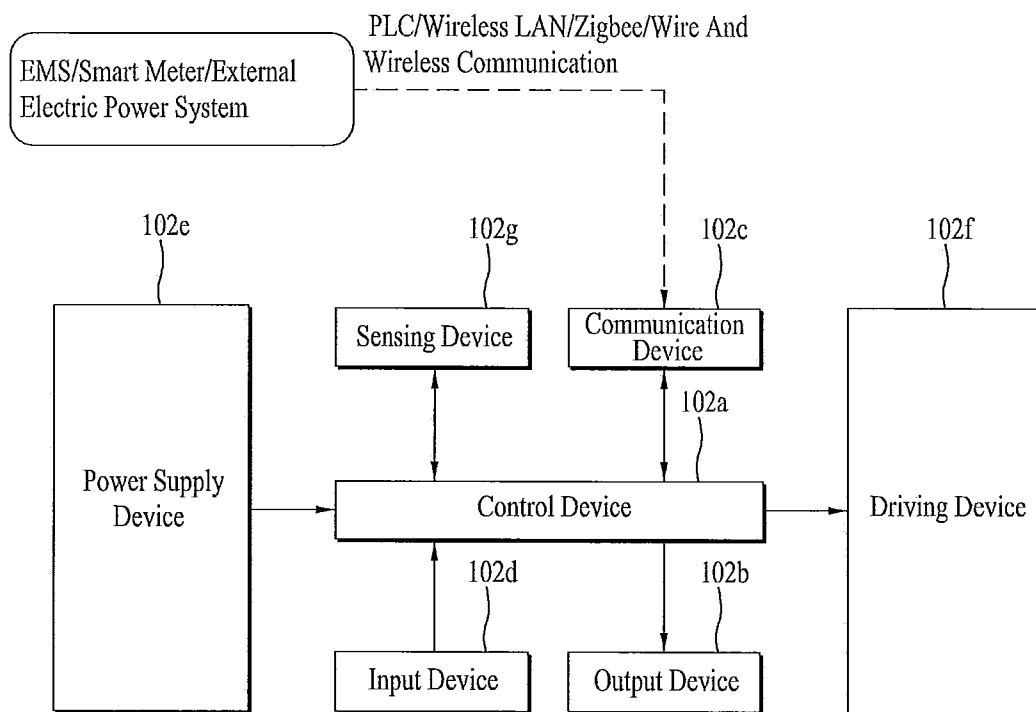 PLC/Wireless LAN/Zigbee/Wire And
Wireless Communication
EMS/Smart Meter/External
Electric Power System
102e
102g
102c
102f
Sensing Device
Communication
Device
102a
Power Supply
Device
Control Device
Driving Device
102d
102b
Input Device
Output Device